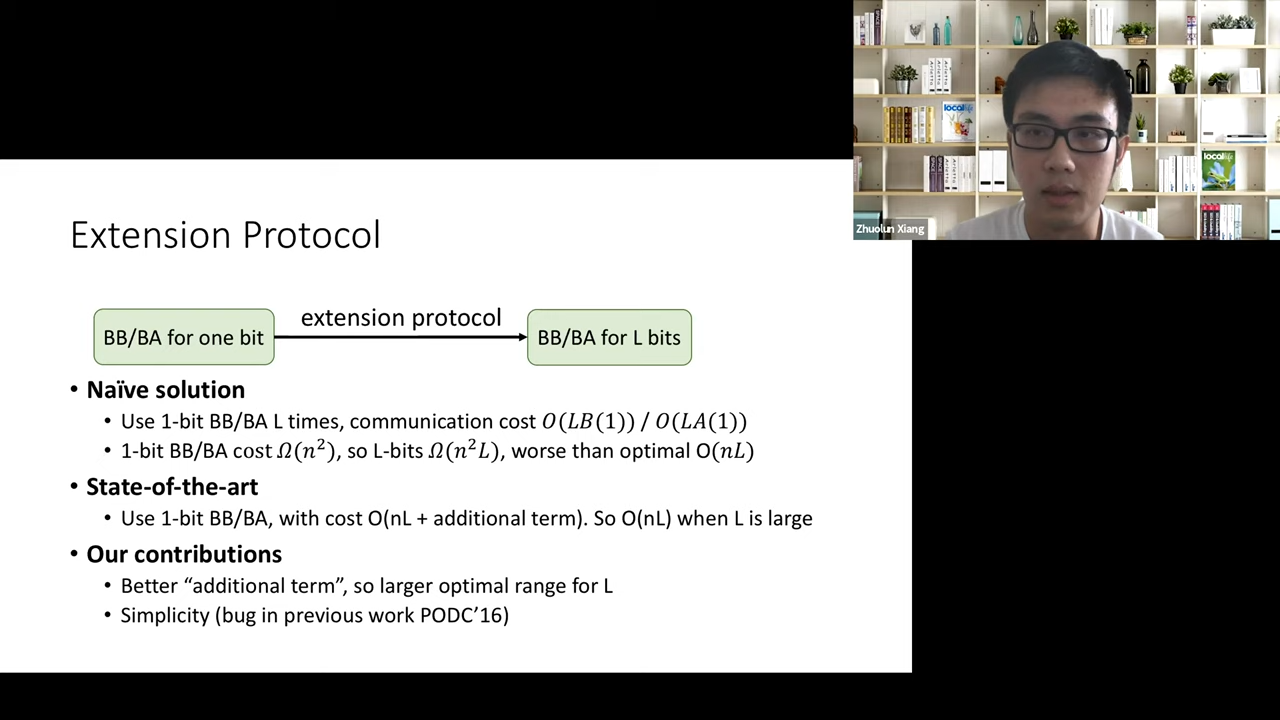 local
local
Zhuolun Xiang
Extension Protocol
BB/BA for one bit
extension protocol
BB/BA for L bits
• Naïve solution
• Use 1-bit BB/BA L times, communication cost O(LB(1)) / O(LA(1))
• 1-bit BB/BA cost Ω(n²), so L-bits Ω(n²L), worse than optimal O(nL)
• State-of-the-art
• Use 1-bit BB/BA, with cost O(nL + additional term). So O(nL) when L is large
• Our contributions
• Better “additional term”, so larger optimal range for L
• Simplicity (bug in previous work PODC’16)